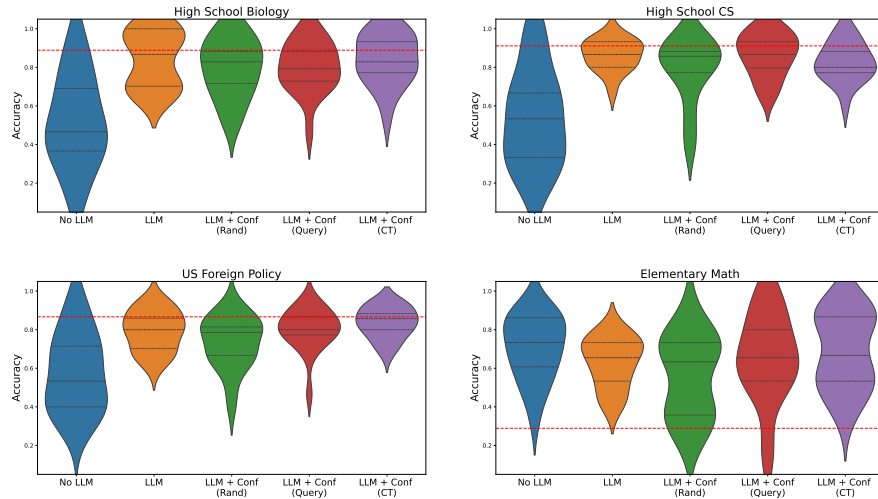 High School Biology
Accuracy
1.0
0.8
0.6
0.4
0.2
No LLM
LLM
LLM + Conf
(Rand)
LLM + Conf
(Query)
LLM + Conf
(CT)
High School CS
Accuracy
1.0
0.8
0.6
0.4
0.2
No LLM
LLM
LLM + Conf
(Rand)
LLM + Conf
(Query)
LLM + Conf
(CT)
US Foreign Policy
Accuracy
1.0
0.8
0.6
0.4
0.2
No LLM
LLM
LLM + Conf
(Rand)
LLM + Conf
(Query)
LLM + Conf
(CT)
Elementary Math
Accuracy
1.0
0.8
0.6
0.4
0.2
No LLM
LLM
LLM + Conf
(Rand)
LLM + Conf
(Query)
LLM + Conf
(CT)